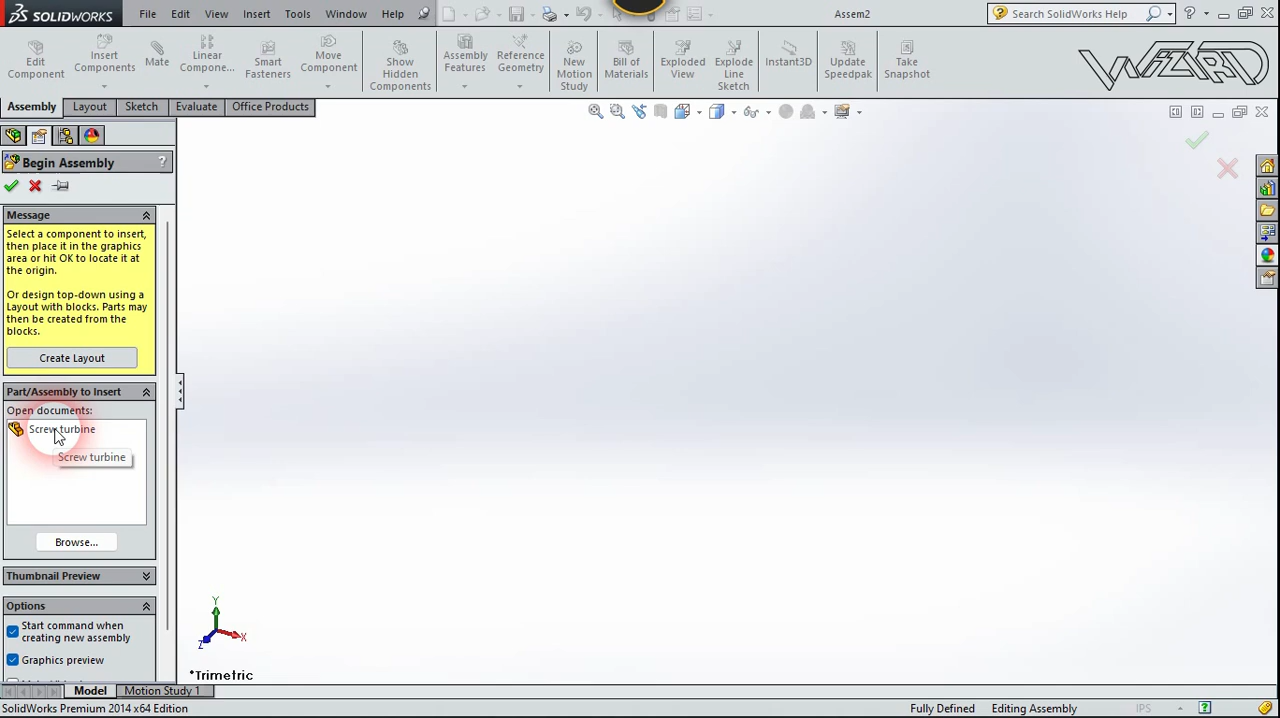 SOLIDWORKS File Edit View Insert Tools Window Help Assem2 Search SolidWorks Help
Edit Component
Insert Components
Mate
Linear Compone...
Smart Fasteners
Move Component
Show Hidden Components
Assembly Features
Reference Geometry
New Motion Study
Bill of Materials
Exploded View
Explode Line Sketch
Instant3D
Update Speedpak
Take Snapshot
WIZARD
Assembly Layout Sketch Evaluate Office Products
Begin Assembly ?
Message
Select a component to insert,
then place it in the graphics
area or hit OK to locate it at
the origin.
Or design top-down using a
Layout with blocks. Parts may
then be created from the
blocks.
Create Layout
Part/Assembly to Insert
Open documents:
Screw turbine
Screw turbine
Browse...
Thumbnail Preview
Options
Start command when
creating new assembly
Graphics preview
Y
X
Z
*Trimetric
Model Motion Study 1
SolidWorks Premium 2014 x64 Edition Fully Defined Editing Assembly IPS